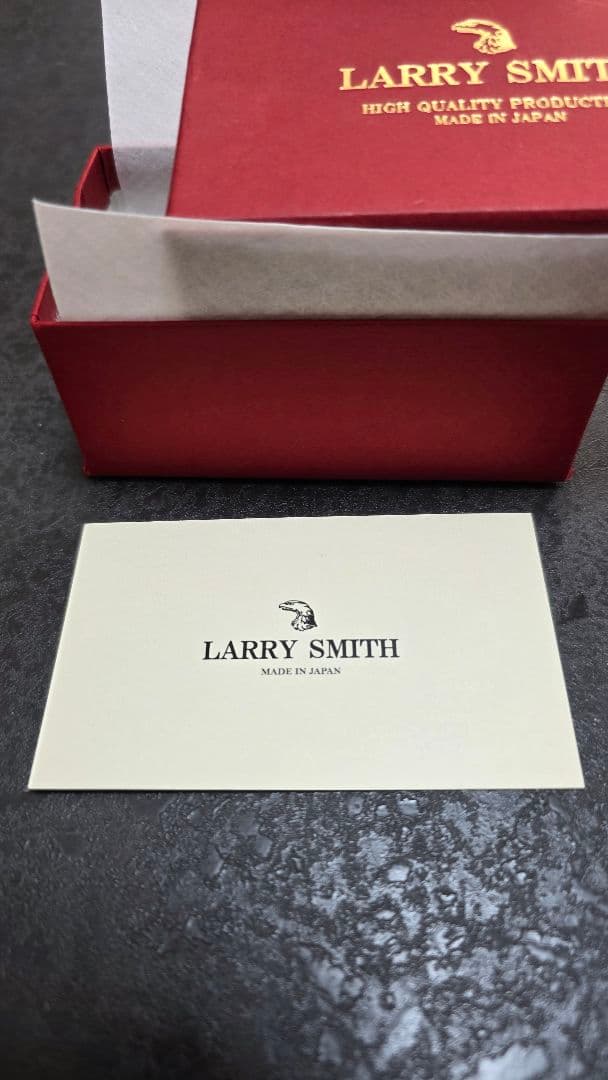 LARRY SMIT
HIGH QUALITY PRODUCT
MADE IN JAPAN
LARRY SMITH
MADE IN JAPAN